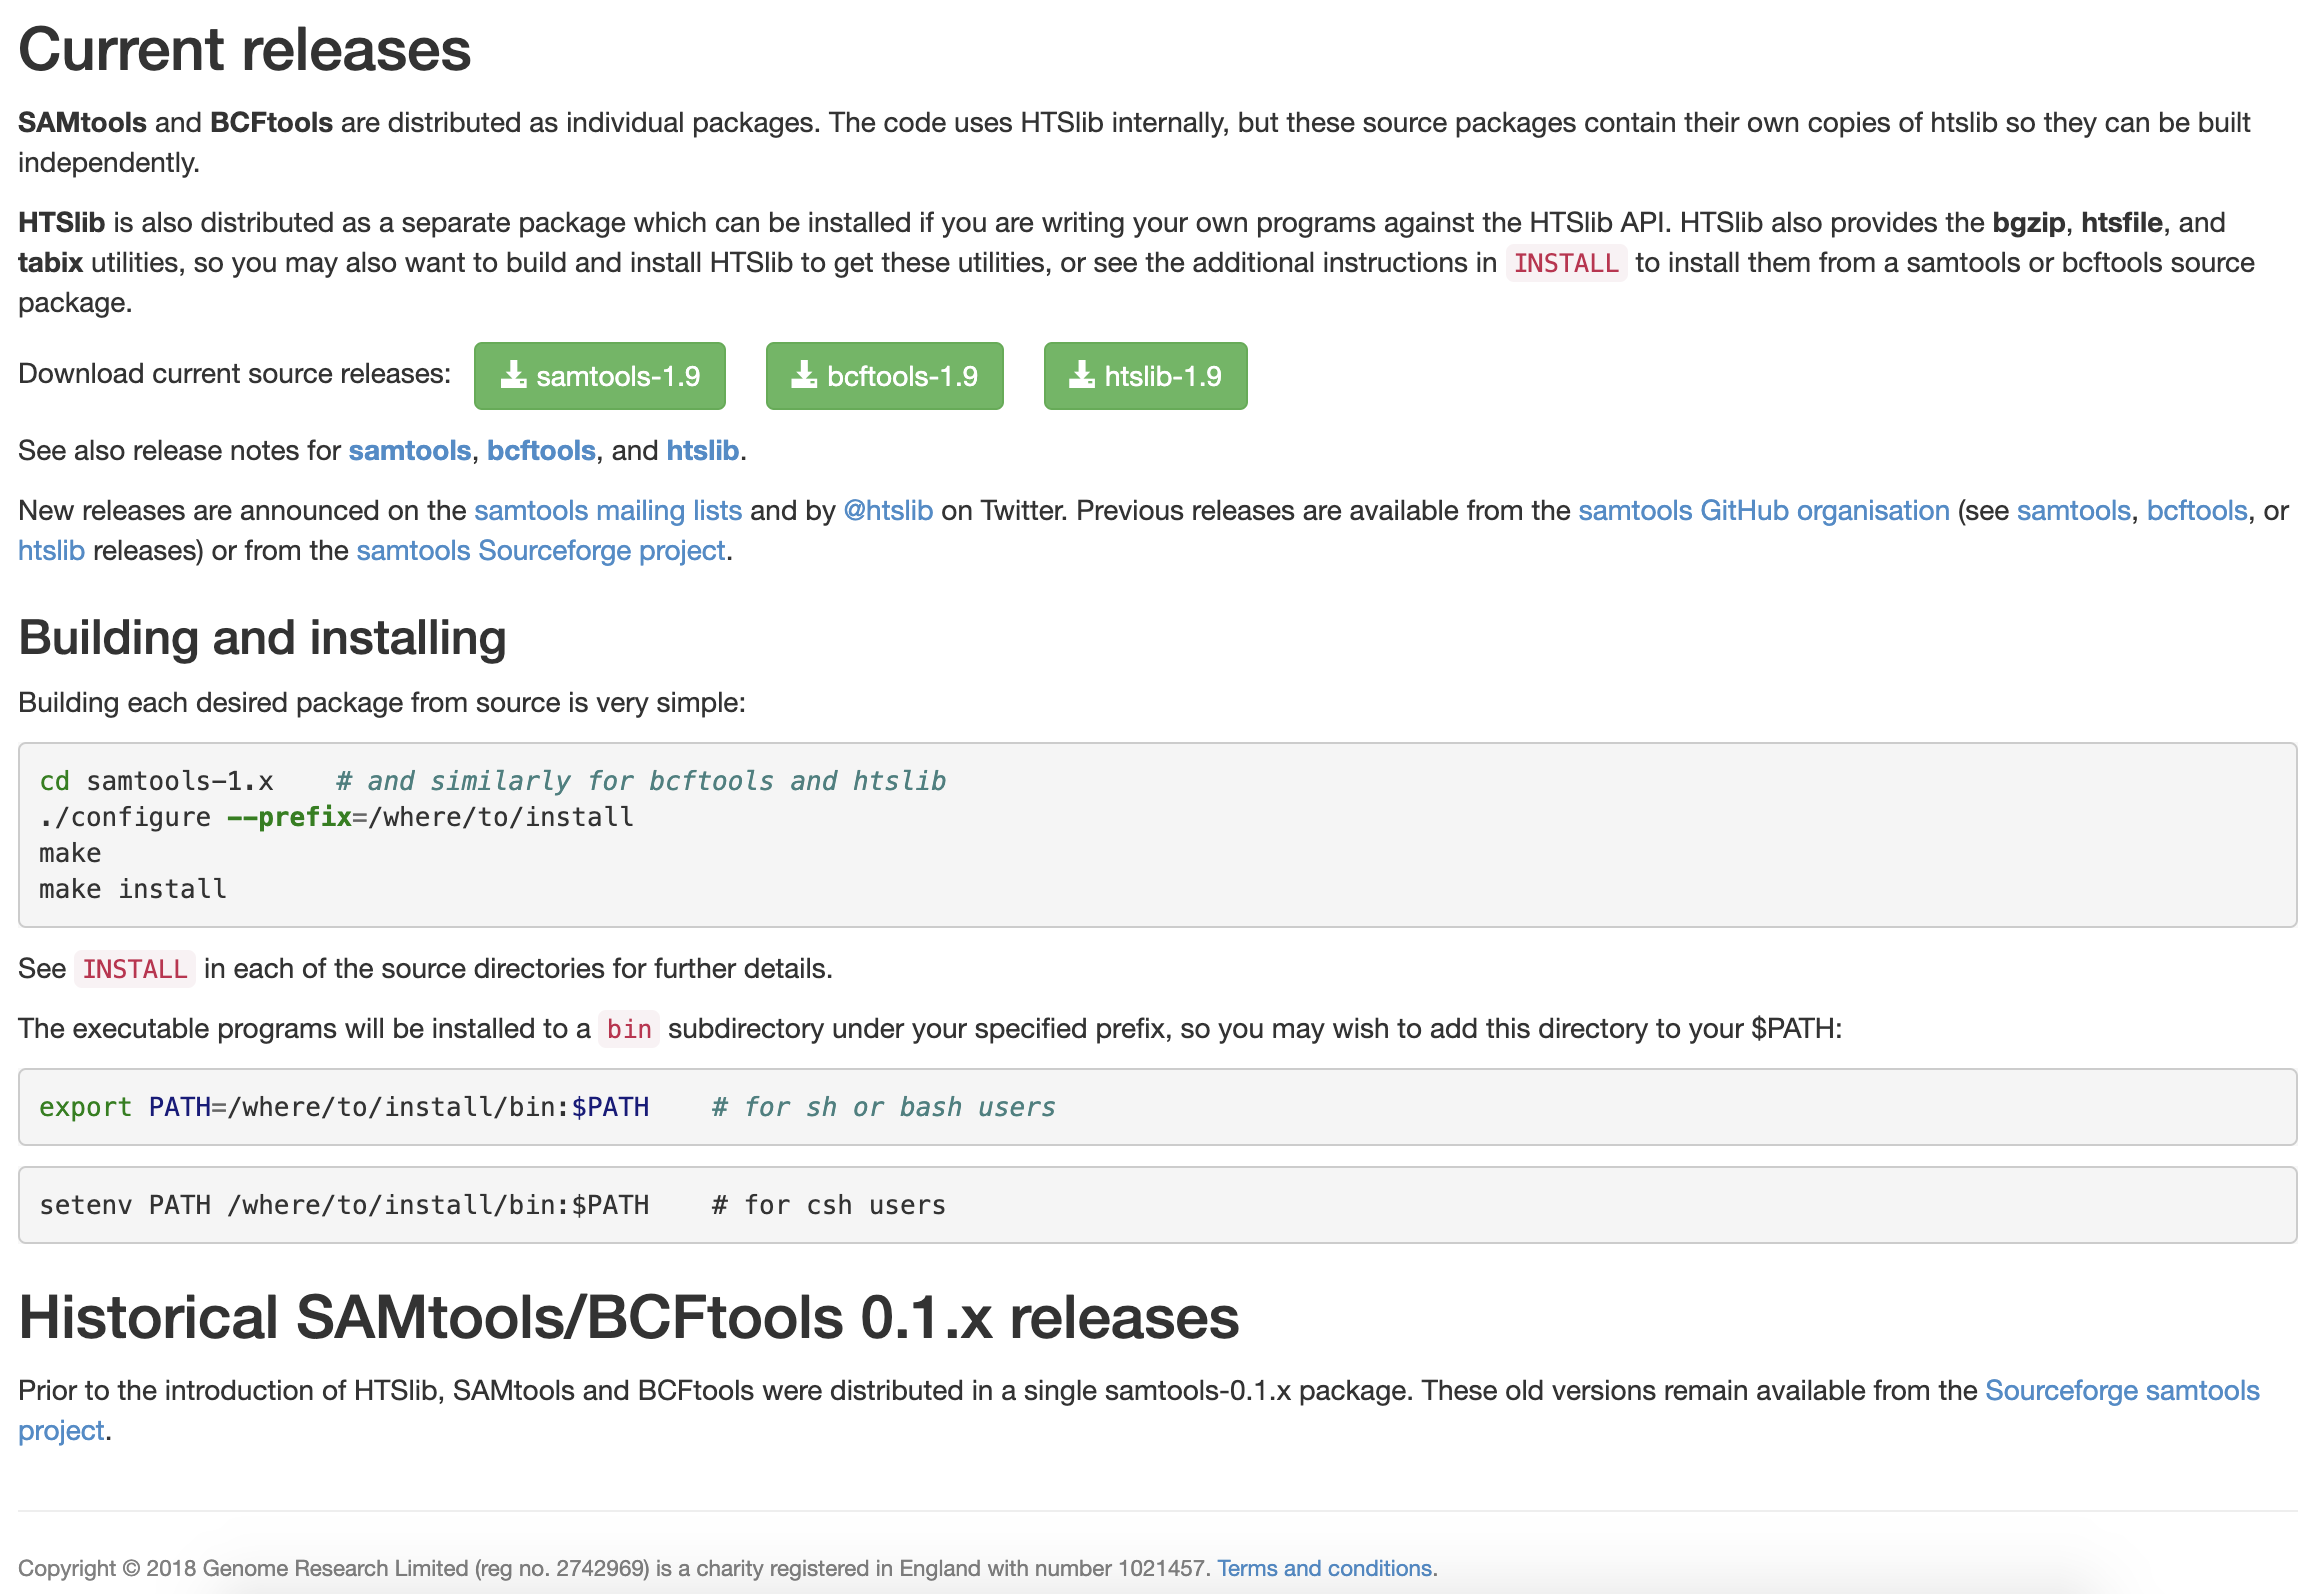 Current releases
SAMtools and BCFtools are distributed as individual packages. The code uses HTSlib internally, but these source packages contain their own copies of htslib so they can be built
independently.
HTSlib is also distributed as a separate package which can be installed if you are writing your own programs against the HTSlib API. HTSlib also provides the bgzip, htsfile, and
tabix utilities, so you may also want to build and install HTSlib to get these utilities, or see the additional instructions in INSTALL to install them from a samtools or bcftools source
package.
Download current source releases: samtools-1.9 bcftools-1.9 htslib-1.9
See also release notes for samtools, bcftools, and htslib.
New releases are announced on the samtools mailing lists and by @htslib on Twitter. Previous releases are available from the samtools GitHub organisation (see samtools, bcftools, or
htslib releases) or from the samtools Sourceforge project.
Building and installing
Building each desired package from source is very simple:
cd samtools-1.x    # and similarly for bcftools and htslib
./configure --prefix=/where/to/install
make
make install
See INSTALL in each of the source directories for further details.
The executable programs will be installed to a bin subdirectory under your specified prefix, so you may wish to add this directory to your $PATH:
export PATH=/where/to/install/bin:$PATH    # for sh or bash users
setenv PATH /where/to/install/bin:$PATH    # for csh users
Historical SAMtools/BCFtools 0.1.x releases
Prior to the introduction of HTSlib, SAMtools and BCFtools were distributed in a single samtools-0.1.x package. These old versions remain available from the Sourceforge samtools
project.
Copyright © 2018 Genome Research Limited (reg no. 2742969) is a charity registered in England with number 1021457. Terms and conditions.